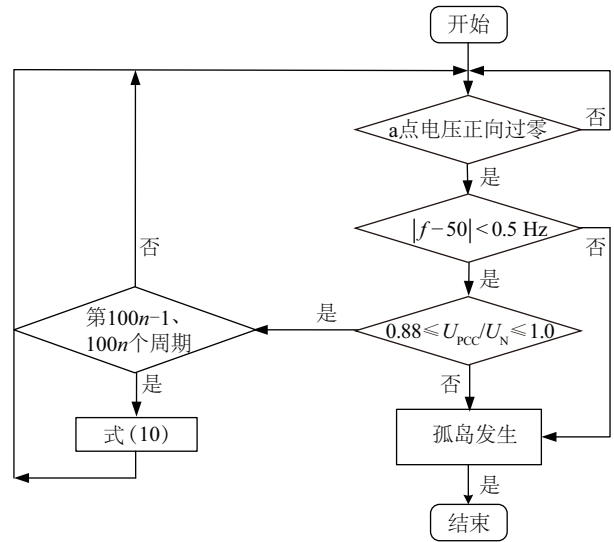 开始
a点电压正向过零
否
是
|f−50|<0.5 Hz
否
是
0.88≤U_PCC/U_N≤1.0
是
否
第100n−1、
100n个周期
否
是
式(10)
孤岛发生
是
结束